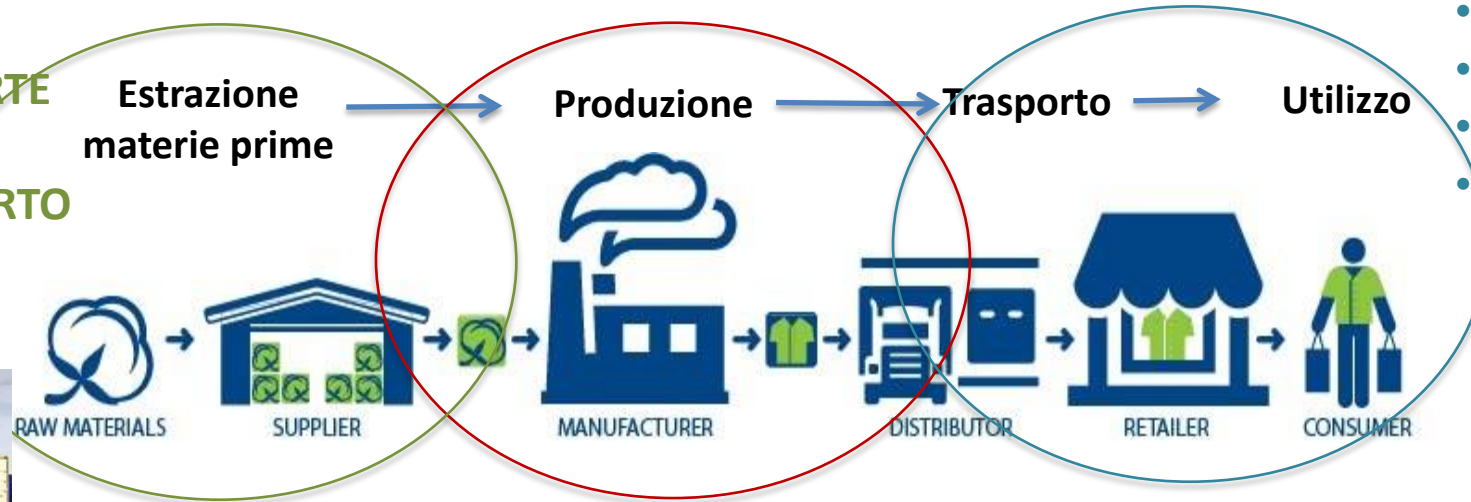 Estrazione
materie prime
Produzione
Trasporto
Utilizzo
RAW MATERIALS
SUPPLIER
MANUFACTURER
DISTRIBUTOR
RETAILER
CONSUMER